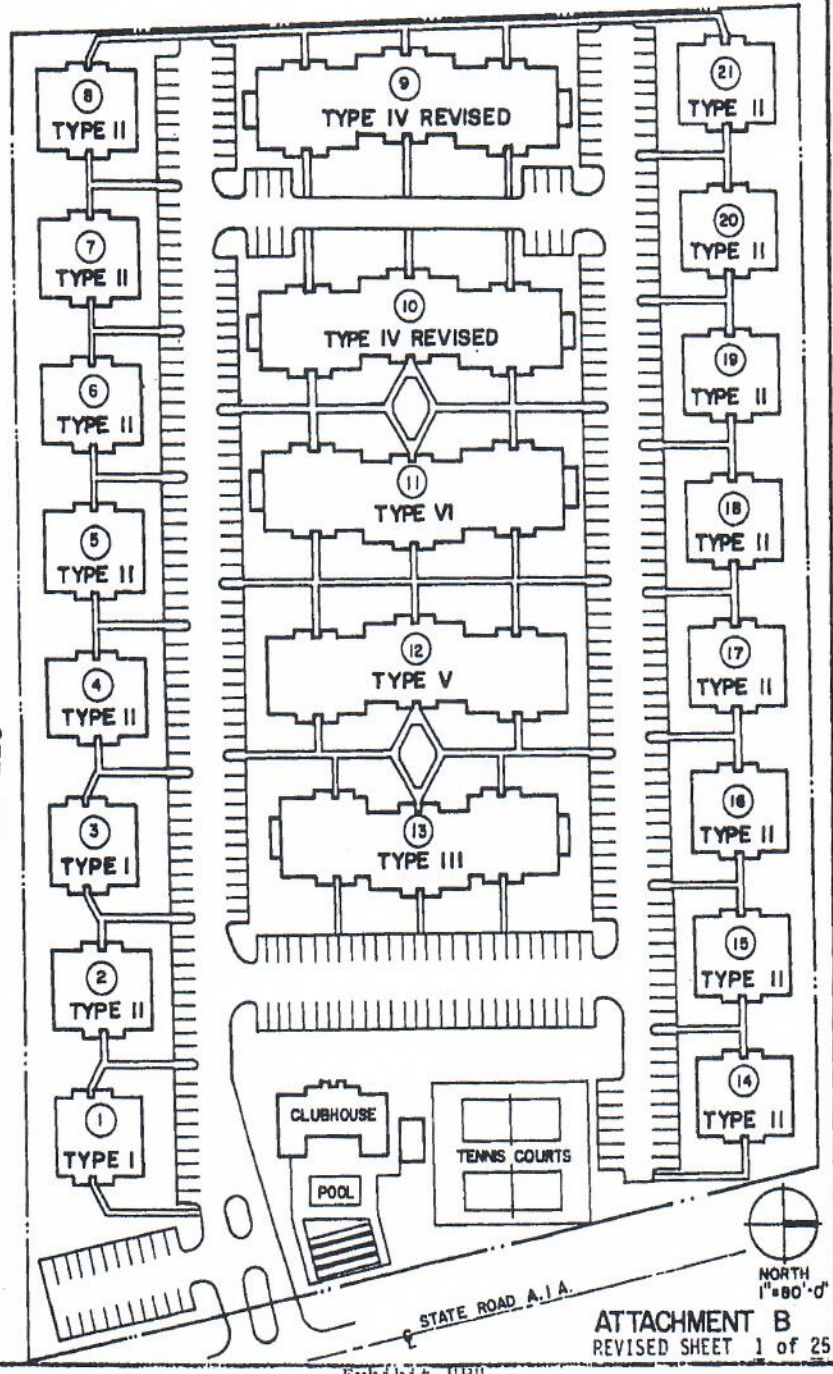 8
TYPE II
9
TYPE IV REVISED
21
TYPE II
7
TYPE II
20
TYPE II
10
TYPE IV REVISED
6
TYPE II
19
TYPE II
11
TYPE VI
5
TYPE II
18
TYPE II
12
TYPE V
4
TYPE II
17
TYPE II
3
TYPE I
13
TYPE III
16
TYPE II
2
TYPE II
15
TYPE II
1
TYPE I
CLUBHOUSE
POOL
TENNIS COURTS
14
TYPE II
NORTH
1"=80'-0"
℄ STATE ROAD A.I A.
ATTACHMENT B
REVISED SHEET 1 of 25